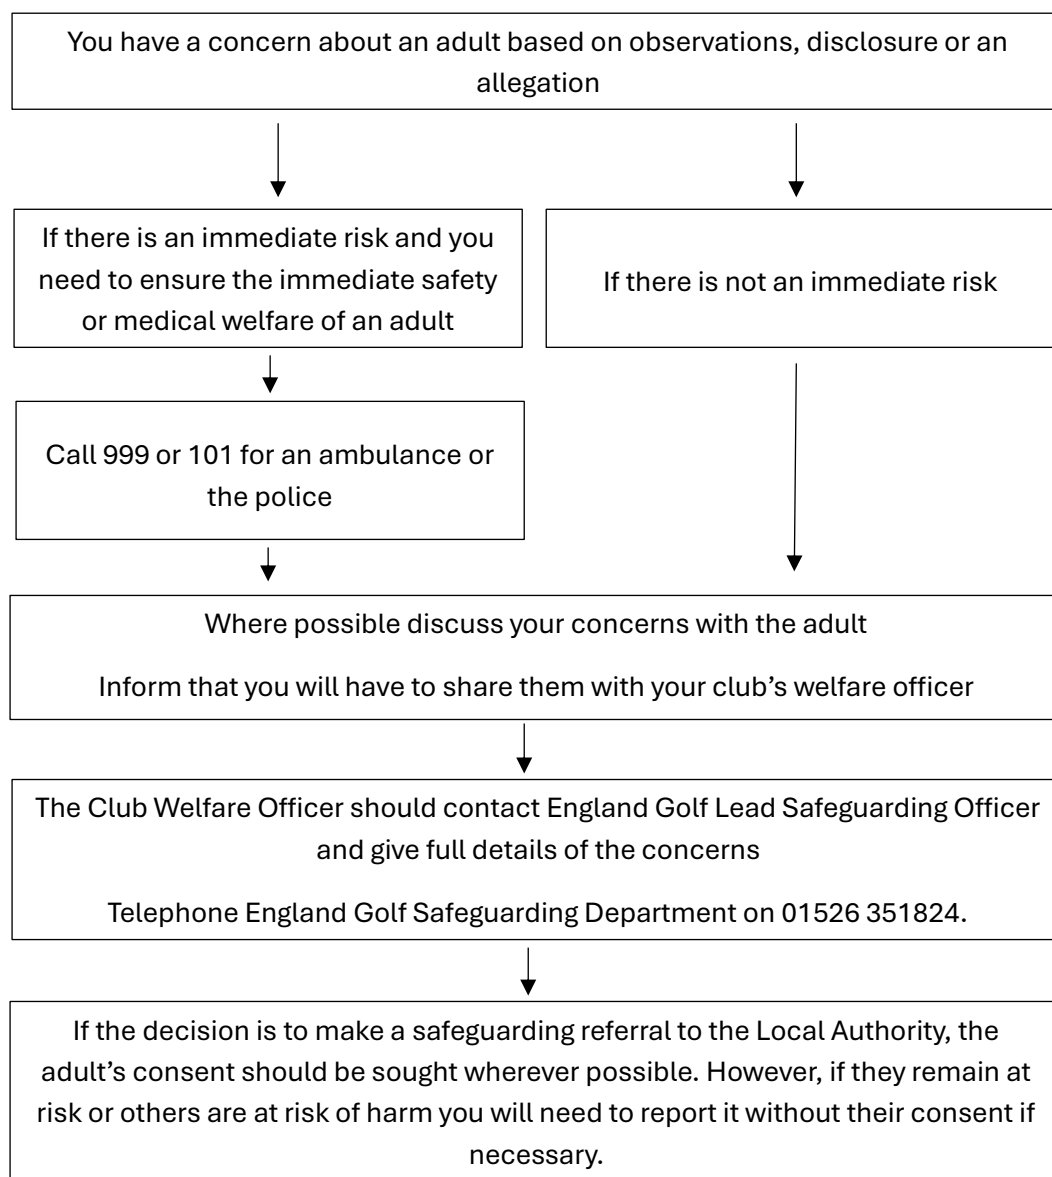 You have a concern about an adult based on observations, disclosure or an
allegation
If there is an immediate risk and you
need to ensure the immediate safety
or medical welfare of an adult
If there is not an immediate risk
Call 999 or 101 for an ambulance or
the police
Where possible discuss your concerns with the adult
Inform that you will have to share them with your club’s welfare officer
The Club Welfare Officer should contact England Golf Lead Safeguarding Officer
and give full details of the concerns
Telephone England Golf Safeguarding Department on 01526 351824.
If the decision is to make a safeguarding referral to the Local Authority, the
adult’s consent should be sought wherever possible. However, if they remain at
risk or others are at risk of harm you will need to report it without their consent if
necessary.